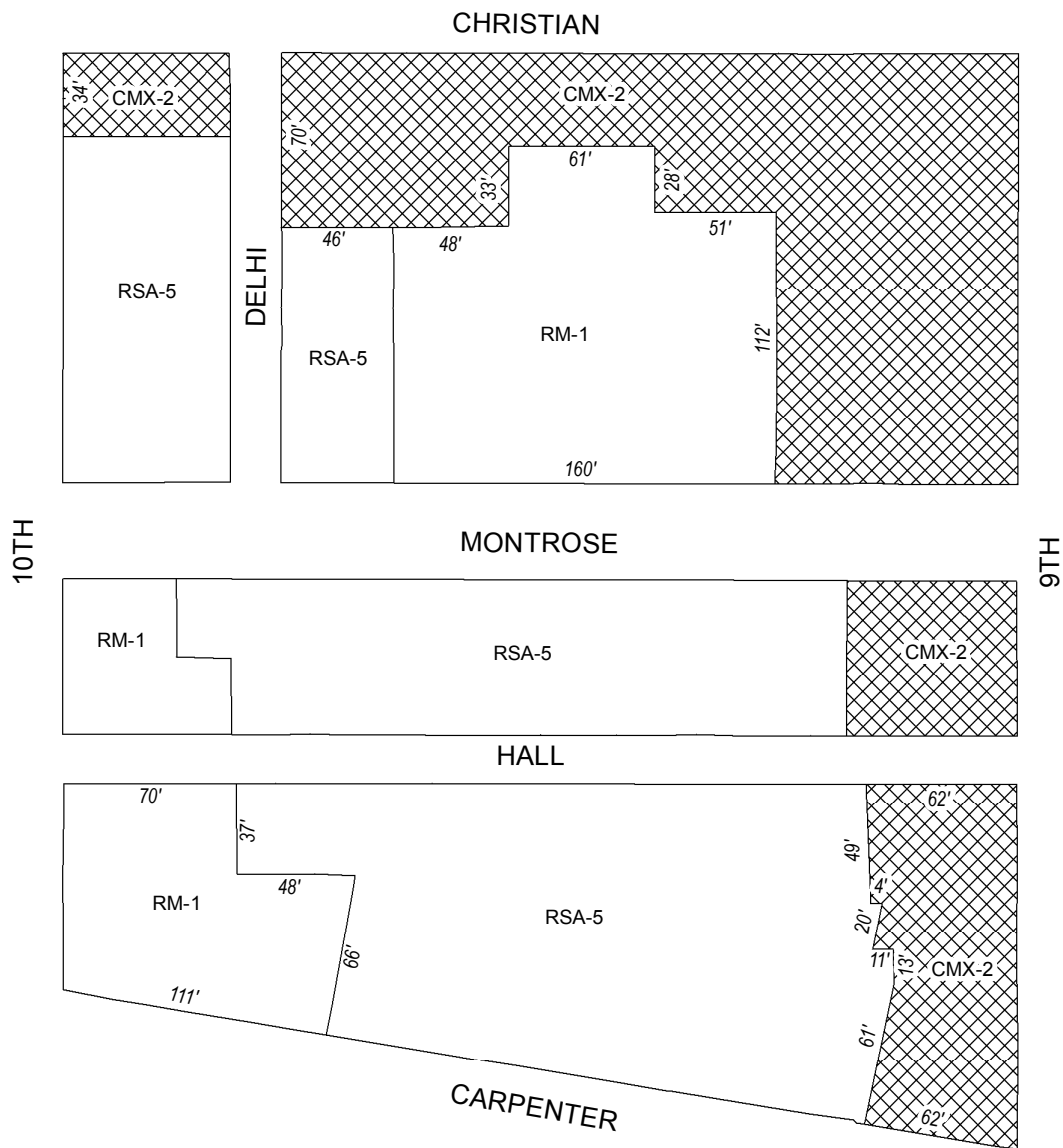 CHRISTIAN
34'
CMX-2
CMX-2
70'
61'
33'
28'
46'
48'
51'
RSA-5
DELHI
RSA-5
RM-1
112'
160'
10TH
MONTROSE
9TH
RM-1
RSA-5
CMX-2
HALL
70'
62'
37'
49'
48'
4'
RM-1
RSA-5
20'
66'
11'
13'
CMX-2
111'
61'
CARPENTER
62'